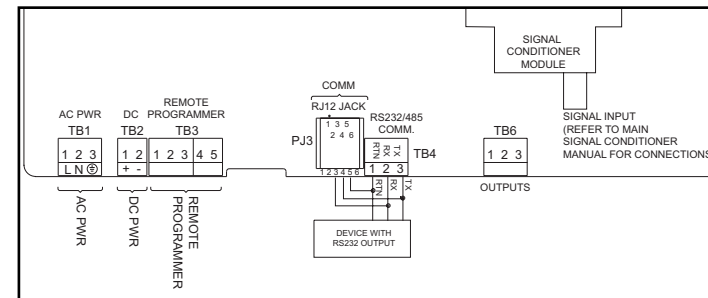 SIGNAL
CONDITIONER
MODULE
SIGNAL INPUT
(REFER TO MAIN
SIGNAL CONDITIONER
MANUAL FOR CONNECTIONS
COMM
RJ12 JACK
PJ3
1 3 5
2 4 6
1 2 3 4 5 6
AC PWR
TB1
1 2 3
L N
AC PWR
DC
TB2
1 2
+ -
DC PWR
REMOTE
PROGRAMMER
TB3
1 2 3 4 5
REMOTE
PROGRAMMER
RS232/485
COMM.
TB4
RTN RX TX
1 2 3
RTN RX TX
DEVICE WITH
RS232 OUTPUT
TB6
1 2 3
OUTPUTS